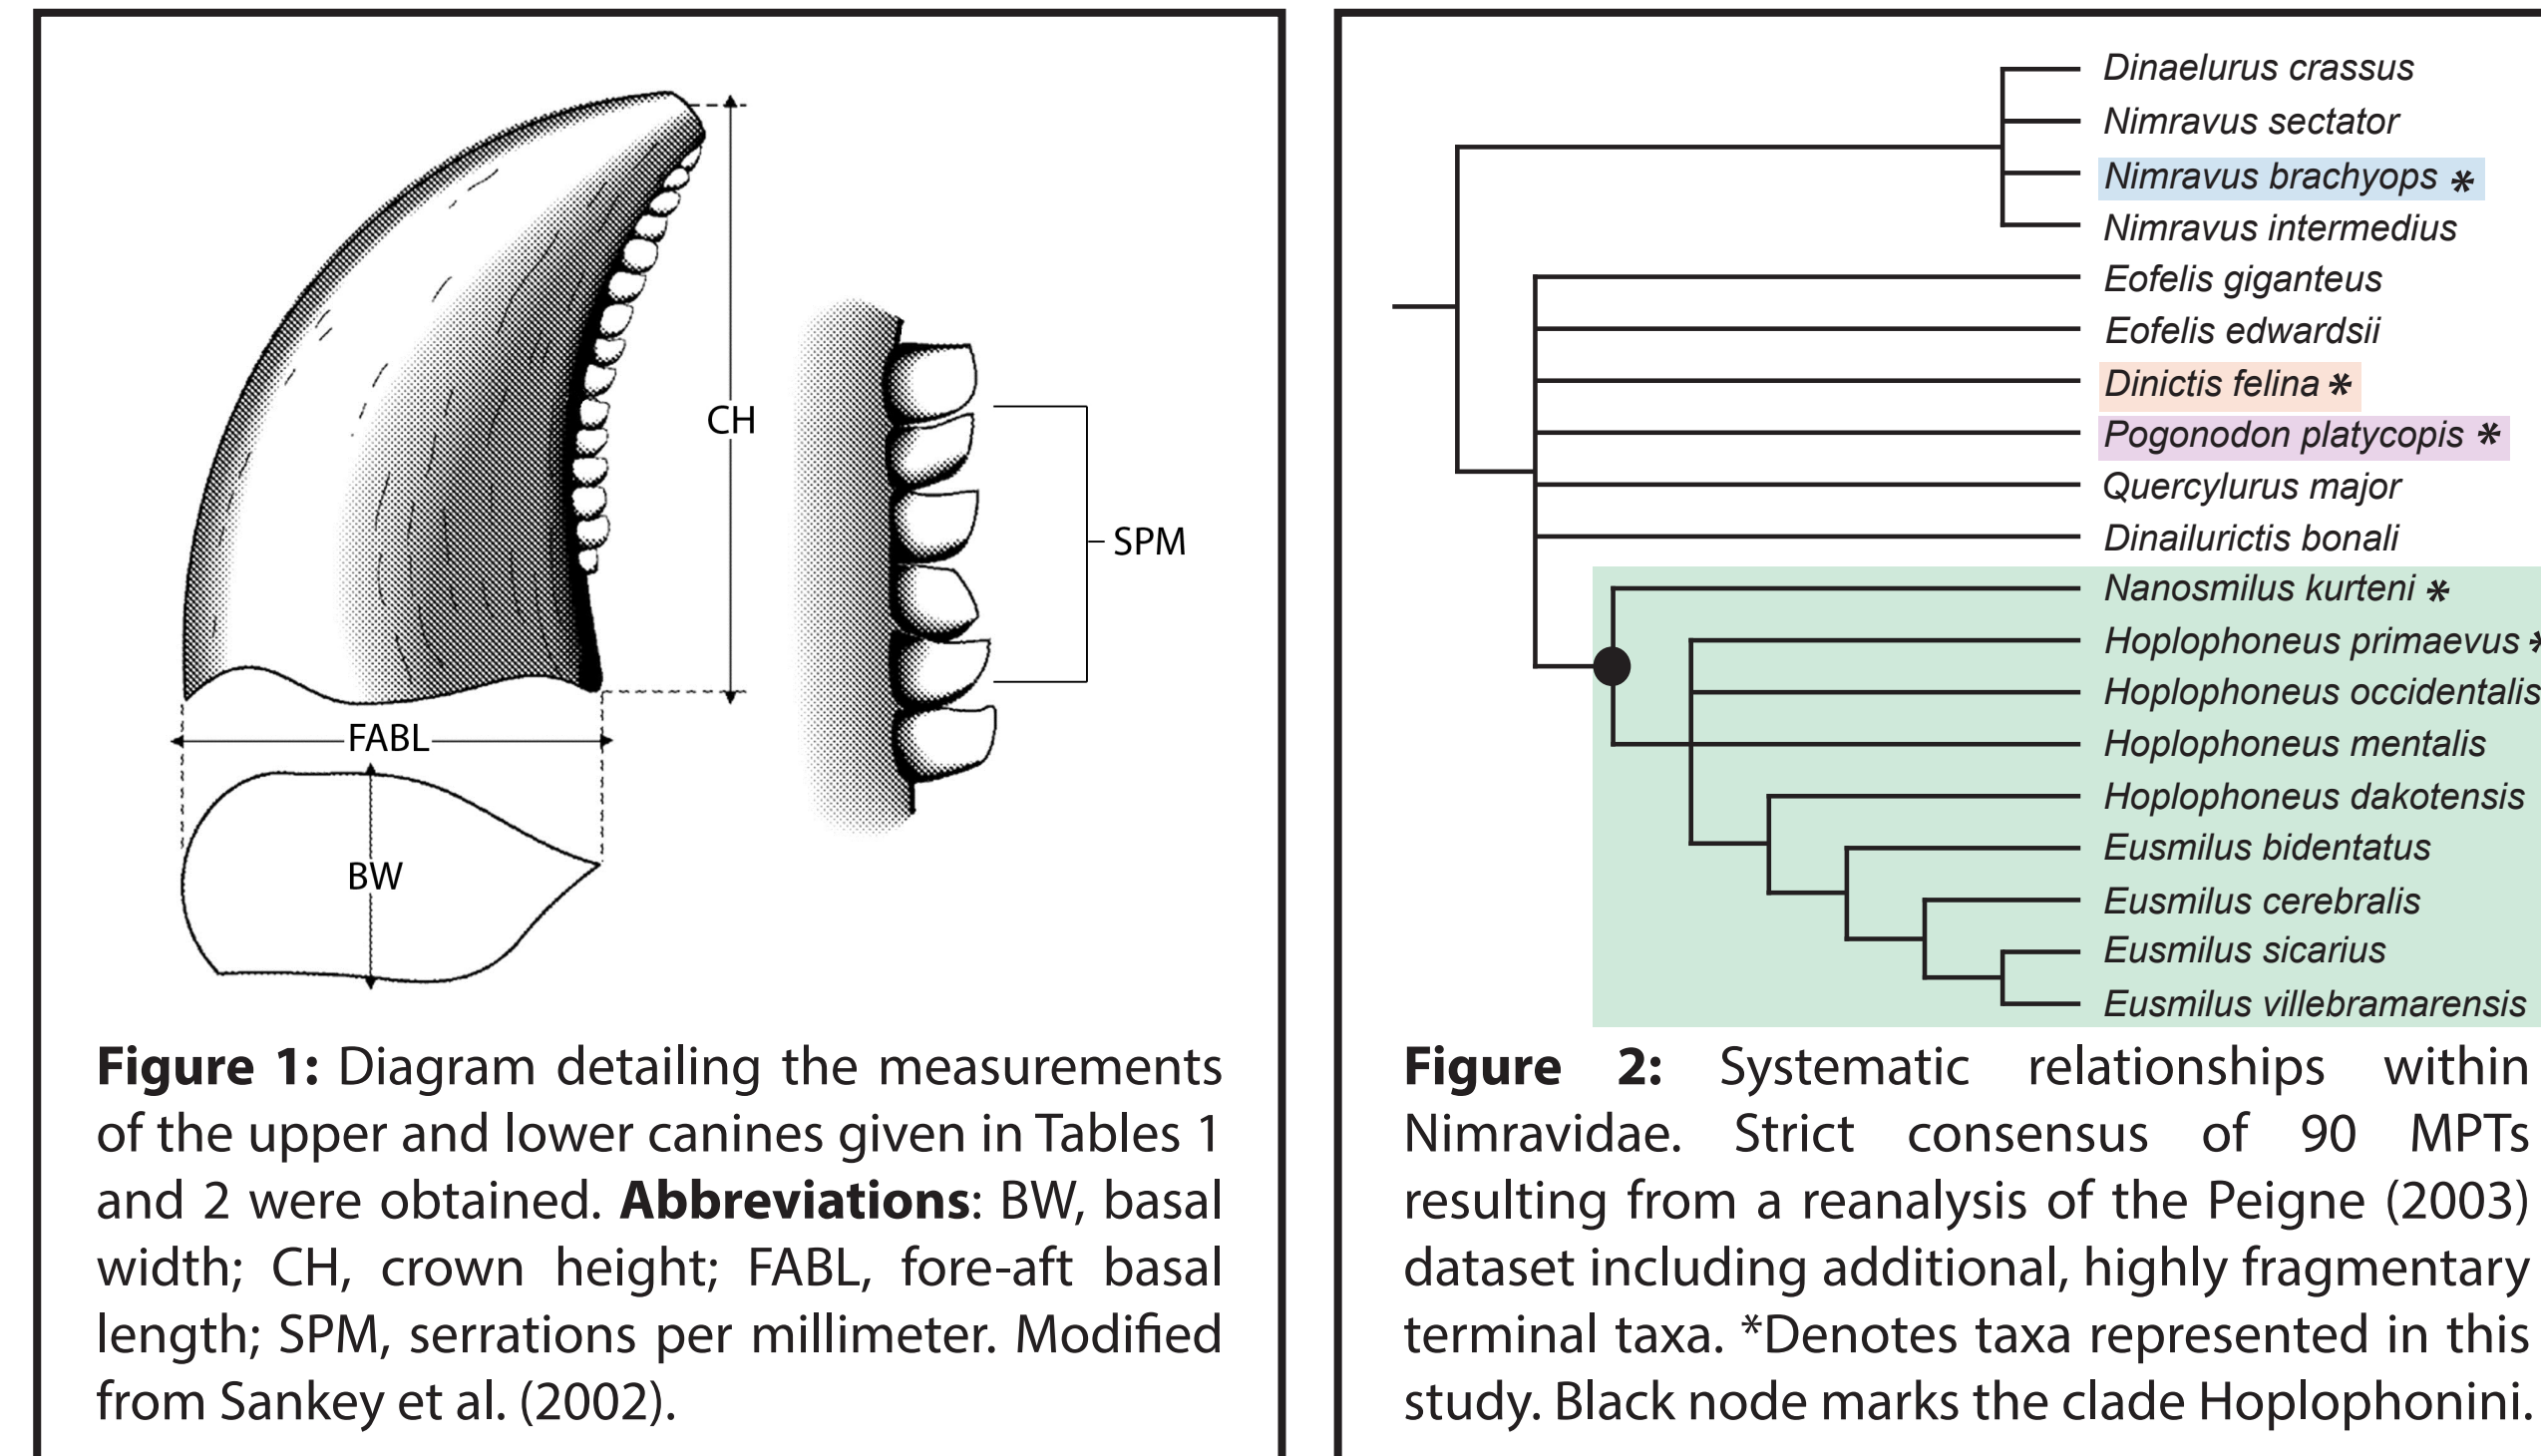 CH
SPM
FABL
BW
Figure 1: Diagram detailing the measurements
of the upper and lower canines given in Tables 1
and 2 were obtained. Abbreviations: BW, basal
width; CH, crown height; FABL, fore-aft basal
length; SPM, serrations per millimeter. Modified
from Sankey et al. (2002).
Dinaelurus crassus
Nimravus sectator
Nimravus brachyops *
Nimravus intermedius
Eofelis giganteus
Eofelis edwardsii
Dinictis felina *
Pogonodon platycopis *
Quercylurus major
Dinailurictis bonali
Nanosmilus kurteni *
Hoplophoneus primaevus *
Hoplophoneus occidentalis
Hoplophoneus mentalis
Hoplophoneus dakotensis
Eusmilus bidentatus
Eusmilus cerebralis
Eusmilus sicarius
Eusmilus villebramarensis
Figure 2: Systematic relationships within
Nimravidae. Strict consensus of 90 MPTs
resulting from a reanalysis of the Peigne (2003)
dataset including additional, highly fragmentary
terminal taxa. *Denotes taxa represented in this
study. Black node marks the clade Hoplophonini.